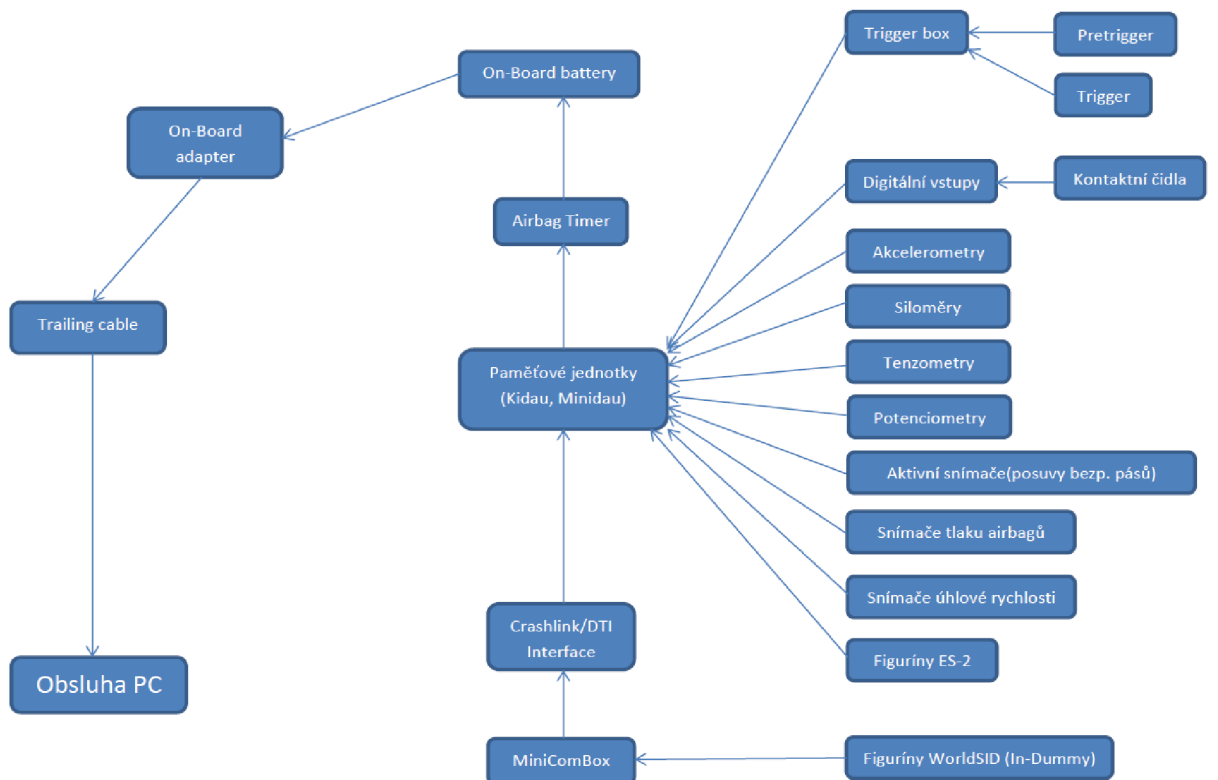 Trigger box
Pretrigger
On-Board battery
Trigger
On-Board
adapter
Digitální vstupy
Kontaktní čidla
Airbag Timer
Akcelerometry
Siloměry
Trailing cable
Paměťové jednotky
(Kidau, Minidau)
Tenzometry
Potenciometry
Aktivní snímače(posuvy bezp. pásů)
Snímače tlaku airbagů
Snímače úhlové rychlosti
Crashlink/DTI
Interface
Figuríny ES-2
Obsluha PC
MiniComBox
Figuríny WorldSID (In-Dummy)